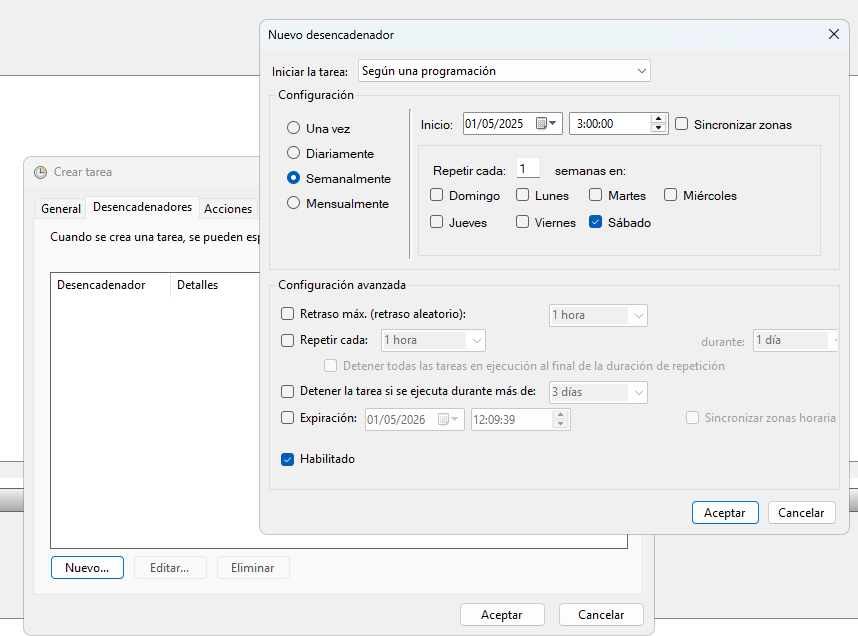 Nuevo desencadenador
Iniciar la tarea: Según una programación
Configuración
Una vez
Diariamente
Semanalmente
Mensualmente
Inicio: 01/05/2025 3:00:00 Sincronizar zonas
Repetir cada: 1 semanas en:
Domingo Lunes Martes Miércoles
Jueves Viernes Sábado
Configuración avanzada
Retraso máx. (retraso aleatorio): 1 hora
Repetir cada: 1 hora durante: 1 día
Detener todas las tareas en ejecución al final de la duración de repetición
Detener la tarea si se ejecuta durante más de: 3 días
Expiración: 01/05/2026 12:09:39 Sincronizar zonas horaria
Habilitado
Aceptar Cancelar
Crear tarea
General Desencadenadores Acciones
Cuando se crea una tarea, se pueden esp
Desencadenador Detalles
Nuevo... Editar... Eliminar
Aceptar Cancelar